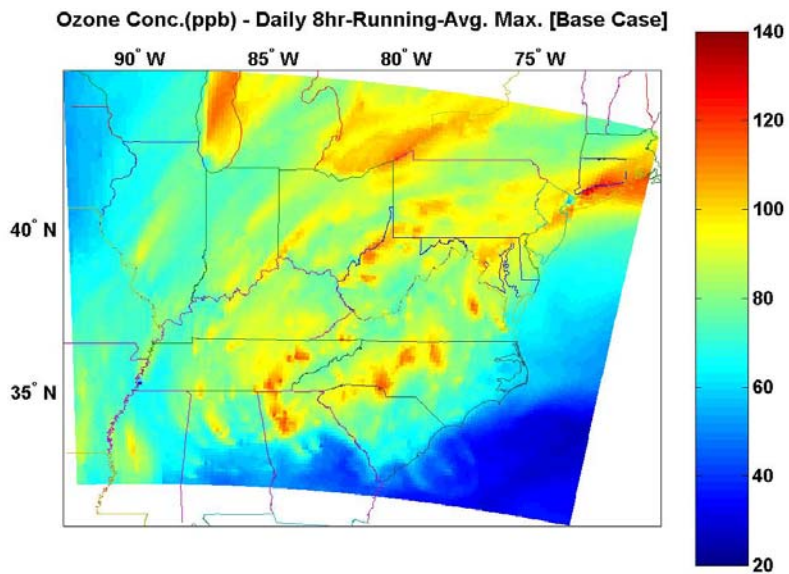 Ozone Conc.(ppb) - Daily 8hr-Running-Avg. Max. [Base Case]
90° W 85° W 80° W 75° W
40° N
35° N
140
120
100
80
60
40
20